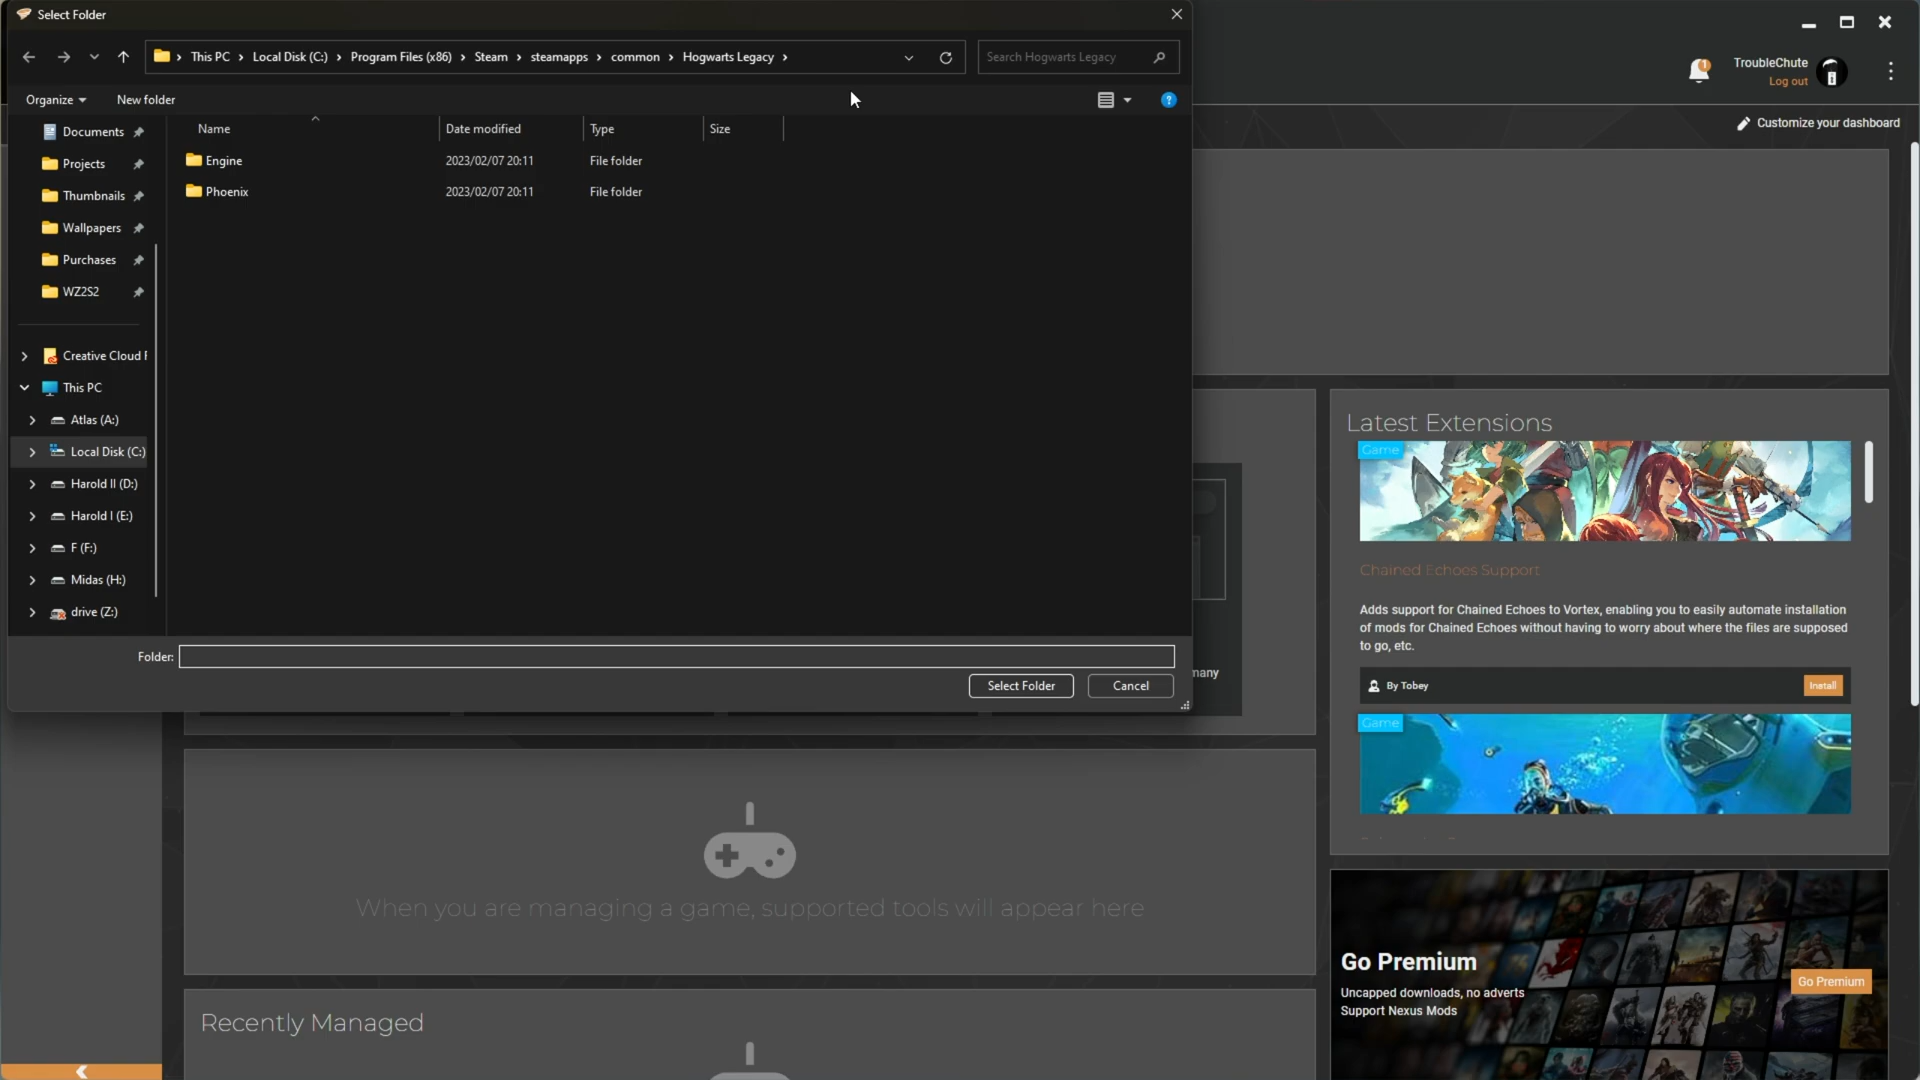 Select Folder
This PC
Local Disk (C:)
Program Files (x86)
Steam
steamapps
common
Hogwarts Legacy
Search Hogwarts Legacy
TroubleChute
Log out
1
Organize
New folder
?
Customize your dashboard
Name
Date modified
Type
Size
Engine
2023/02/07 20:11
File folder
Phoenix
2023/02/07 20:11
File folder
Documents
Projects
Thumbnails
Wallpapers
Purchases
WZ2S2
Creative Cloud F
This PC
Atlas (A:)
Local Disk (C:)
Harold II (D:)
Harold I (E:)
F (F:)
Midas (H:)
drive (Z:)
Folder:
Select Folder
Cancel
many
Latest Extensions
Game
Chained Echoes Support
Adds support for Chained Echoes to Vortex, enabling you to easily automate installation
of mods for Chained Echoes without having to worry about where the files are supposed
to go, etc.
By Tobey
Install
Game
When you are managing a game, supported tools will appear here
Go Premium
Uncapped downloads, no adverts
Support Nexus Mods
Go Premium
Recently Managed